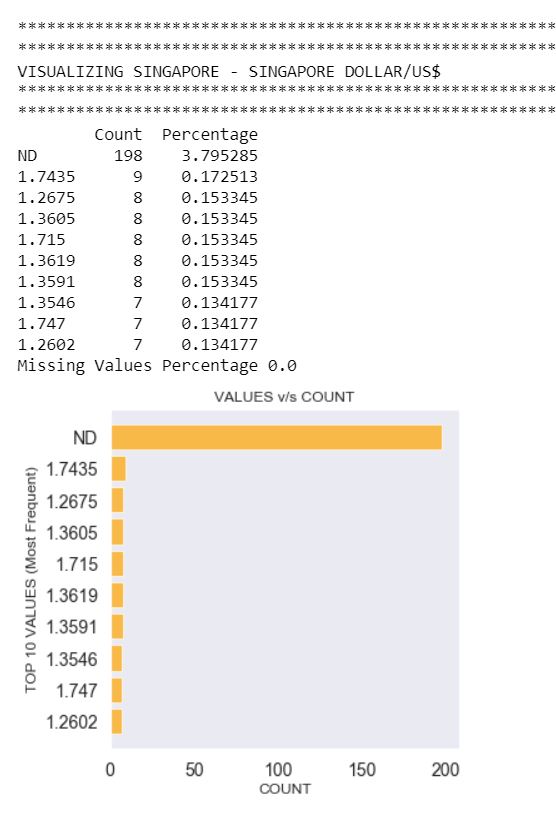 *********************************************************
*********************************************************
VISUALIZING SINGAPORE - SINGAPORE DOLLAR/US$
*********************************************************
*********************************************************
Count Percentage
ND 198 3.795285
1.7435 9 0.172513
1.2675 8 0.153345
1.3605 8 0.153345
1.715 8 0.153345
1.3619 8 0.153345
1.3591 8 0.153345
1.3546 7 0.134177
1.747 7 0.134177
1.2602 7 0.134177
Missing Values Percentage 0.0
VALUES v/s COUNT
TOP 10 VALUES (Most Frequent)
ND
1.7435
1.2675
1.3605
1.715
1.3619
1.3591
1.3546
1.747
1.2602
0 50 100 150 200
COUNT